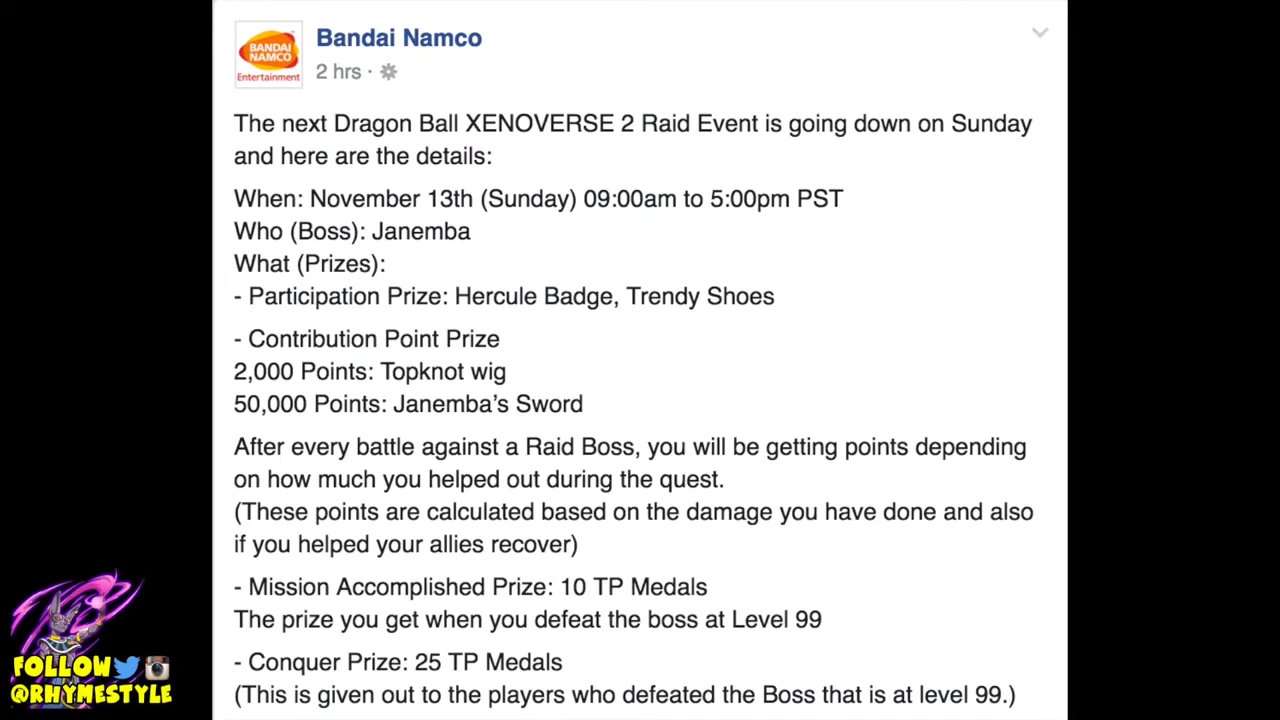 BANDAI
NAMCO
Entertainment
Bandai Namco
2 hrs ·
The next Dragon Ball XENOVERSE 2 Raid Event is going down on Sunday
and here are the details:
When: November 13th (Sunday) 09:00am to 5:00pm PST
Who (Boss): Janemba
What (Prizes):
- Participation Prize: Hercule Badge, Trendy Shoes
- Contribution Point Prize
2,000 Points: Topknot wig
50,000 Points: Janemba’s Sword
After every battle against a Raid Boss, you will be getting points depending
on how much you helped out during the quest.
(These points are calculated based on the damage you have done and also
if you helped your allies recover)
- Mission Accomplished Prize: 10 TP Medals
The prize you get when you defeat the boss at Level 99
- Conquer Prize: 25 TP Medals
(This is given out to the players who defeated the Boss that is at level 99.)
FOLLOW
@RHYMESTYLE